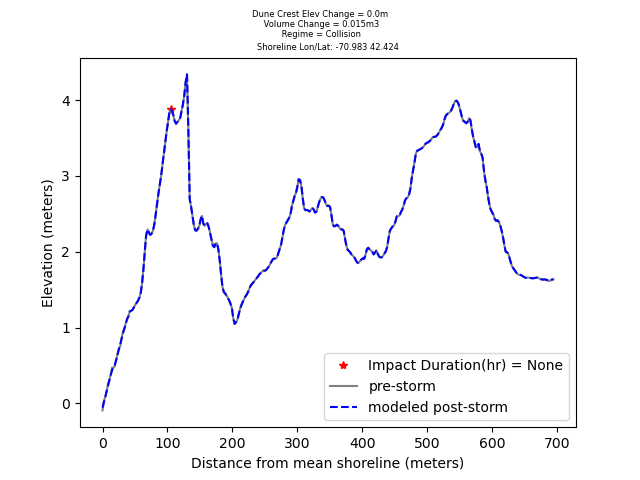 Dune Crest Elev Change = 0.0m
Volume Change = 0.015m3
Regime = Collision
Shoreline Lon/Lat: -70.983 42.424
Elevation (meters)
4
3
2
1
0
Impact Duration(hr) = None
pre-storm
modeled post-storm
0 100 200 300 400 500 600 700
Distance from mean shoreline (meters)